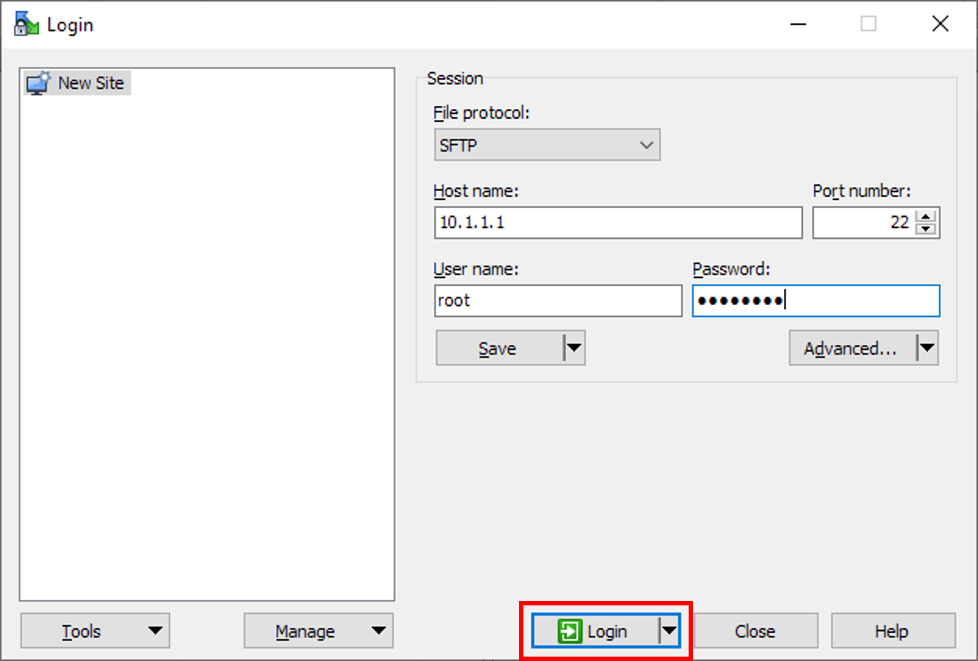 Login
New Site
Session
File protocol:
SFTP
Host name:
Port number:
10.1.1.1
22
User name:
Password:
root
••••••••
Save
Advanced...
Tools
Manage
Login
Close
Help